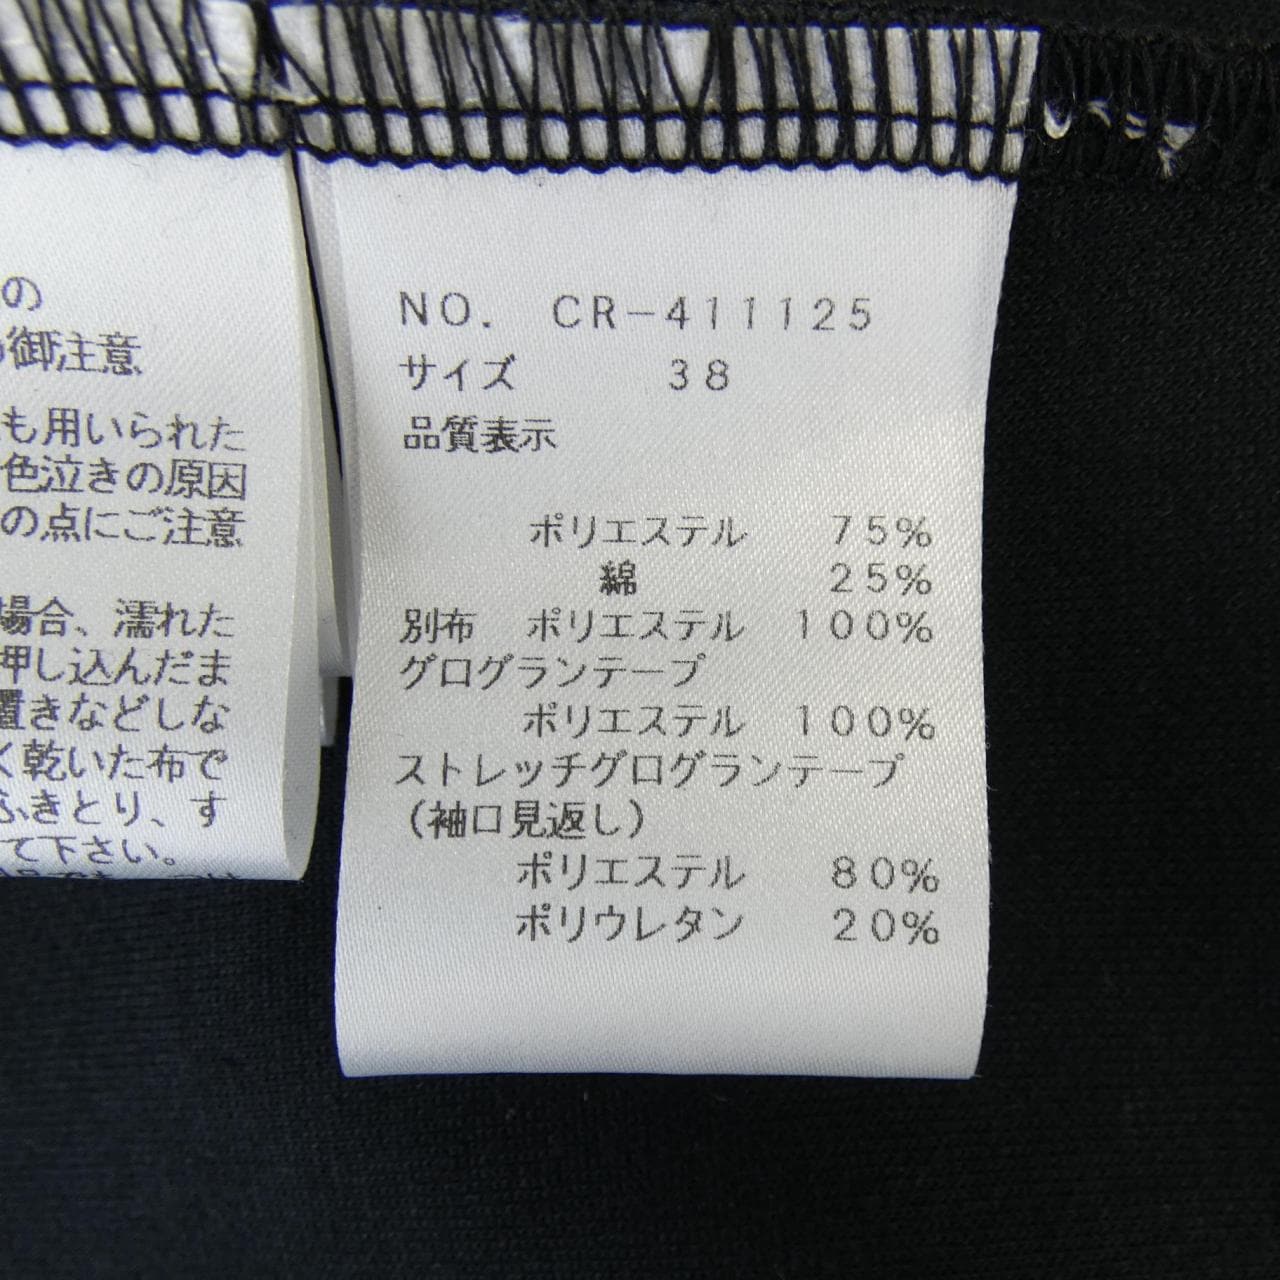 の
御注意
も用いられた
色泣きの原因
の点にご注意
場合、濡れた
押し込んだま
置きなどしな
く乾いた布で
ふきとり、す
て下さい。
NO. CR-411125
サイズ 38
品質表示
ポリエステル 75%
綿 25%
別布 ポリエステル 100%
グログランテープ
ポリエステル 100%
ストレッチグログランテープ
(袖口見返し)
ポリエステル 80%
ポリウレタン 20%